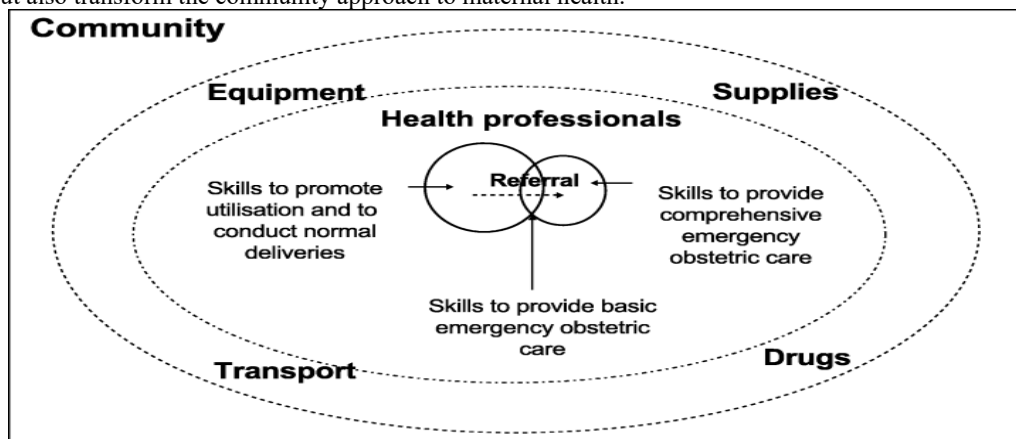 but also transform the community approach to maternal health.
Community
Equipment
Supplies
Health professionals
Referral
Skills to promote
utilisation and to
conduct normal
deliveries
Skills to provide
comprehensive
emergency
obstetric care
Skills to provide basic
emergency obstetric
care
Transport
Drugs